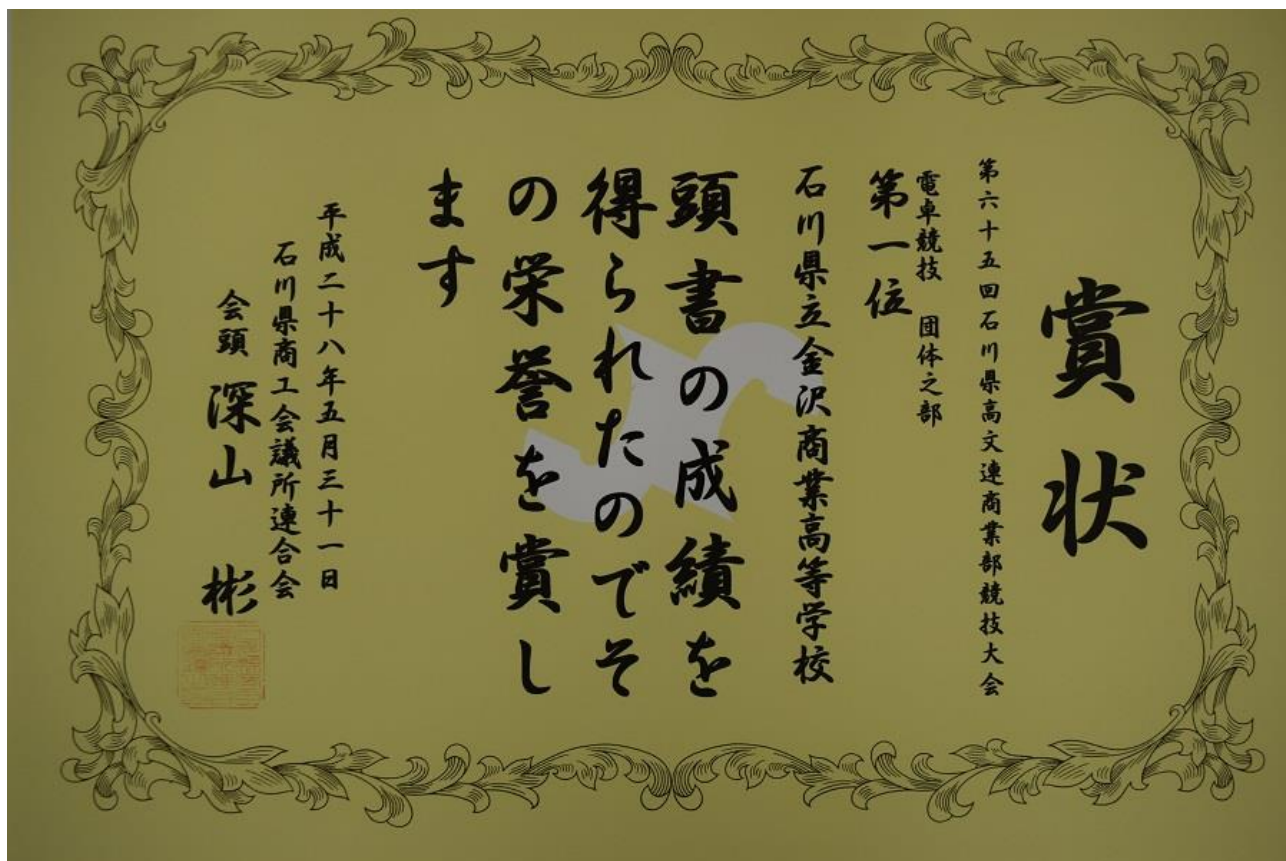 賞状
第六十五回石川県高文連商業部競技大会
電卓競技 団体之部
第一位
石川県立金沢商業高等学校
頭書の成績を
得られたのでそ
の栄誉を賞し
ます
平成二十八年五月三十一日
石川県商工会議所連合会
会頭 深山 彬